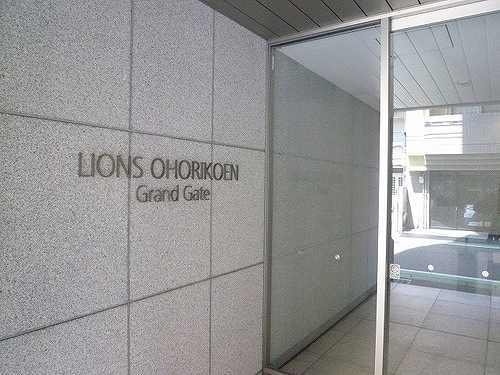 LIONS OHORIKOEN
Grand Gate